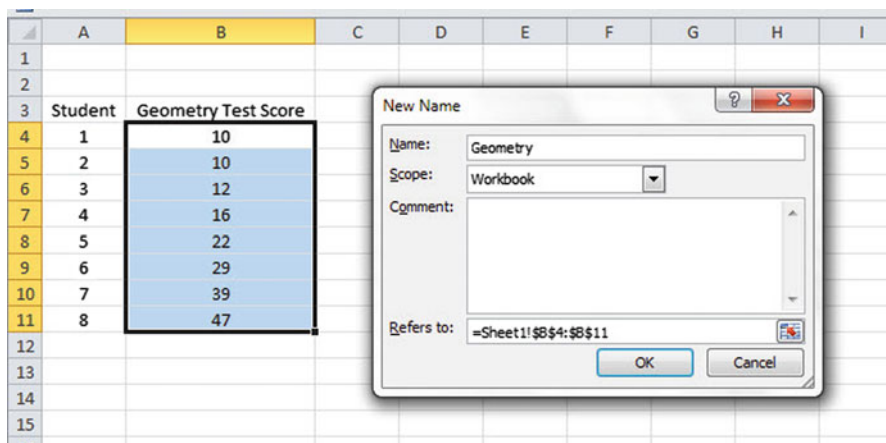 A B C D E F G H I
1
2
3 Student Geometry Test Score
4 1 10
5 2 10
6 3 12
7 4 16
8 5 22
9 6 29
10 7 39
11 8 47
12
13
14
15
New Name ? X
Name: Geometry
Scope: Workbook
Comment:
Refers to: =Sheet1!$B$4:$B$11
OK Cancel